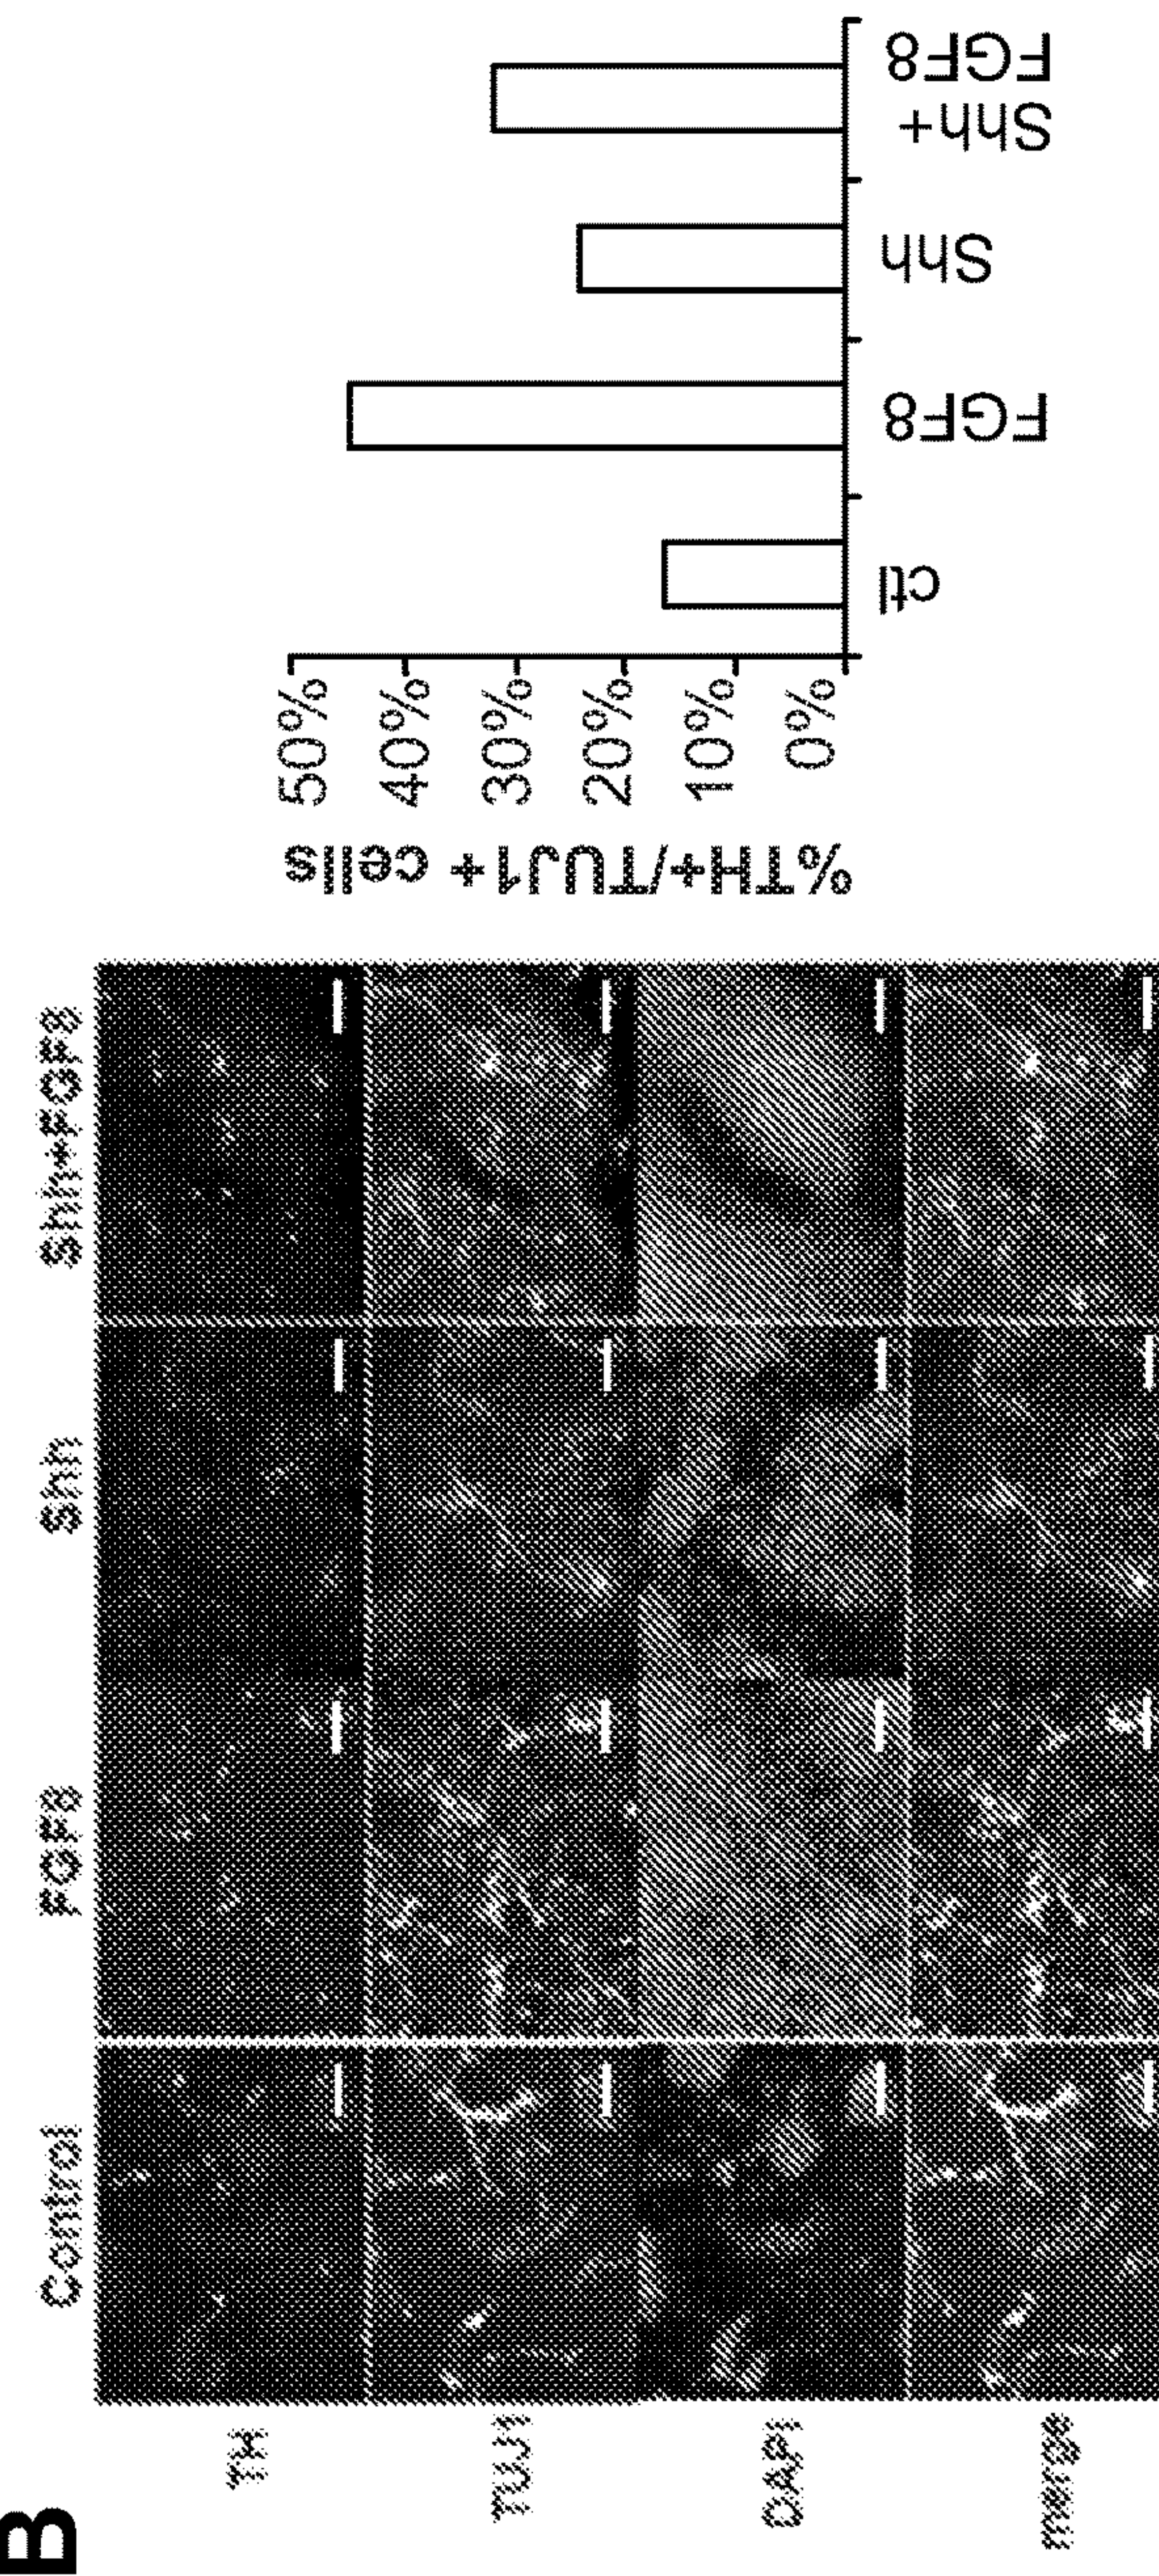 B
Control
FGF8
Shh
Shh+FGF8
TH
TUJ1
DAPI
merge
%TH+/TUJ1+ cells
50%
40%
30%
20%
10%
0%
ctl
FGF8
Shh
Shh+
FGF8